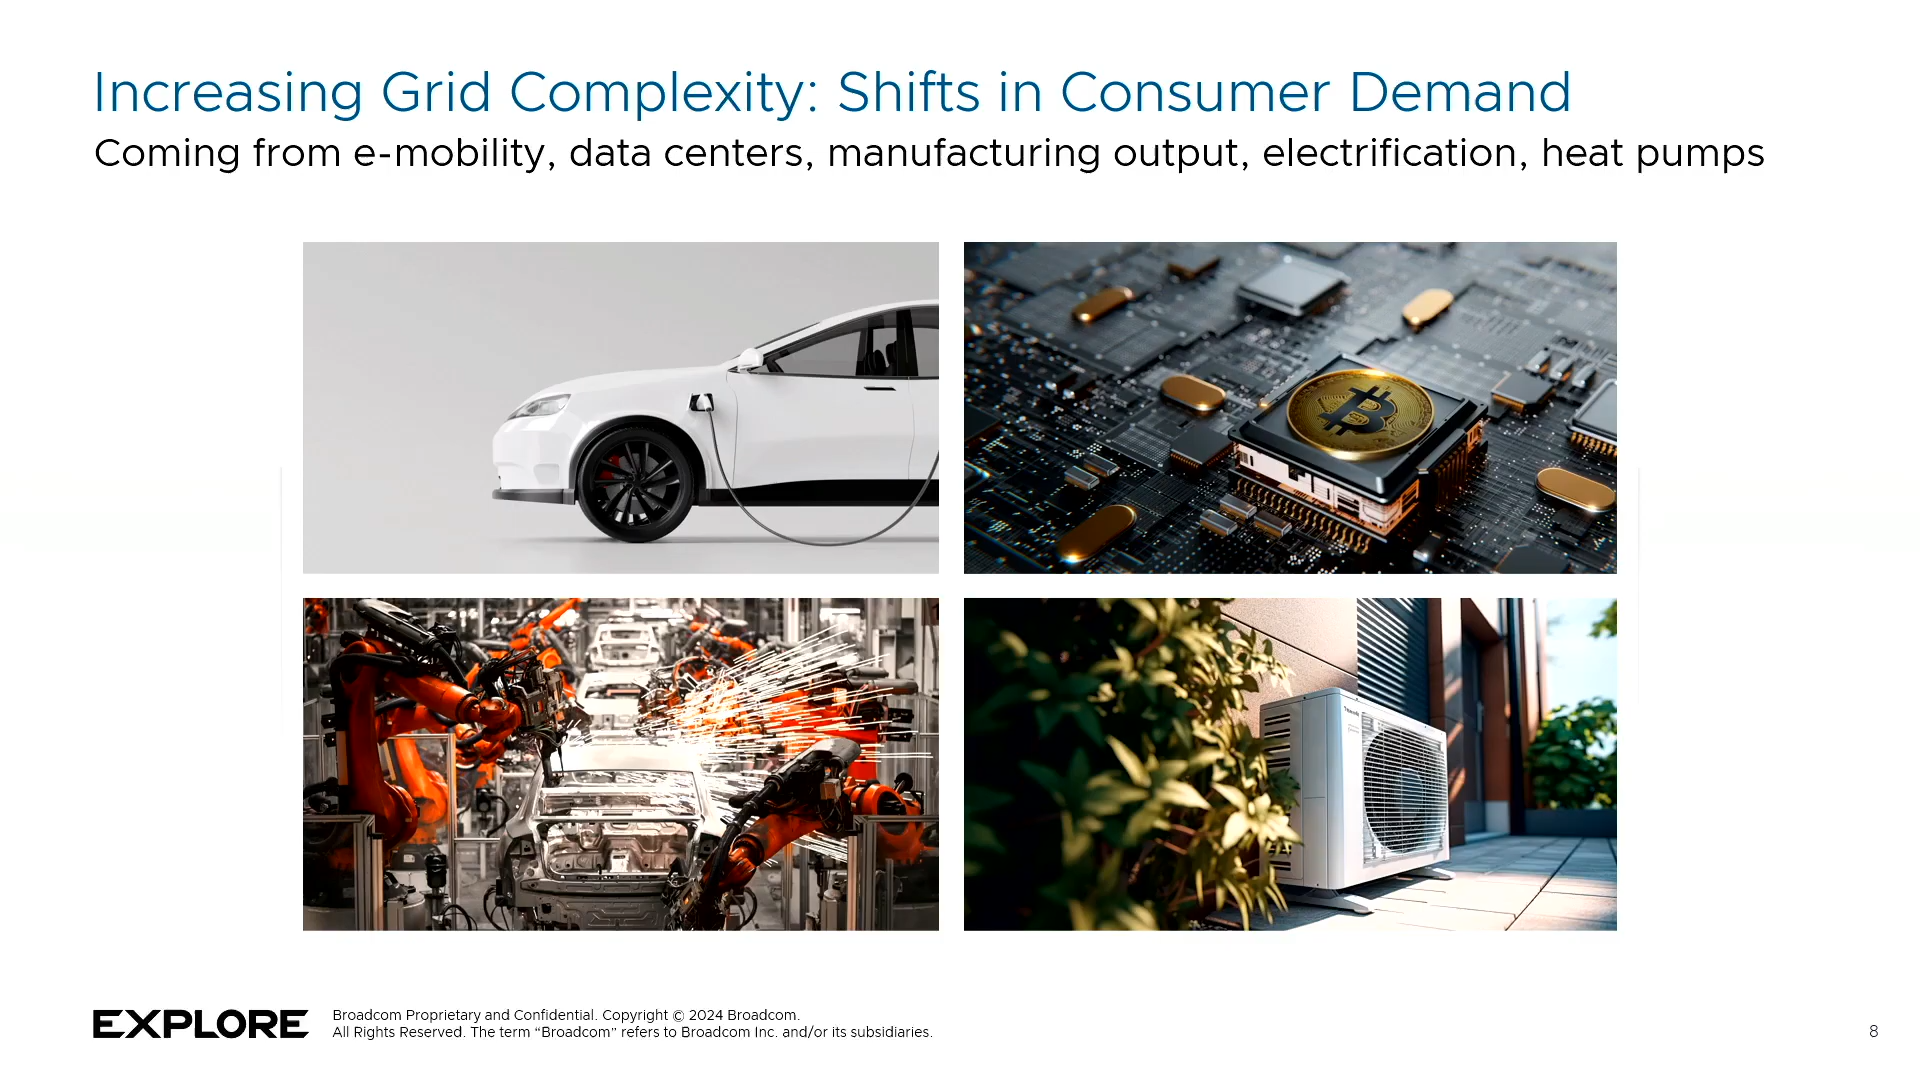 Increasing Grid Complexity: Shifts in Consumer Demand
Coming from e-mobility, data centers, manufacturing output, electrification, heat pumps
EXPLORE
Broadcom Proprietary and Confidential. Copyright © 2024 Broadcom.
All Rights Reserved. The term “Broadcom” refers to Broadcom Inc. and/or its subsidiaries.
8